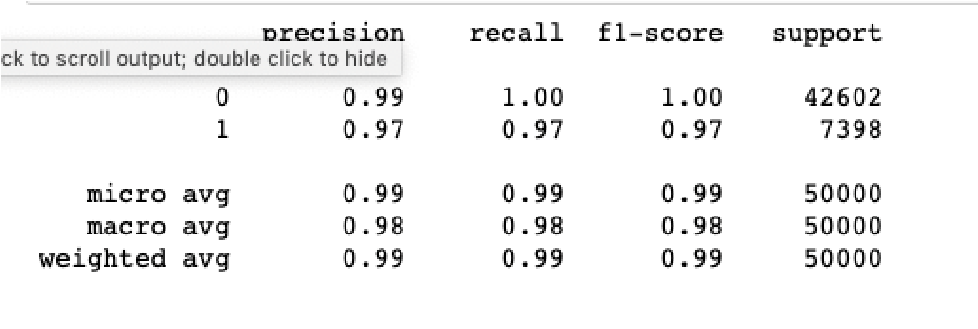 precision recall f1-score support
ck to scroll output; double click to hide
0 0.99 1.00 1.00 42602
1 0.97 0.97 0.97 7398
micro avg 0.99 0.99 0.99 50000
macro avg 0.98 0.98 0.98 50000
weighted avg 0.99 0.99 0.99 50000